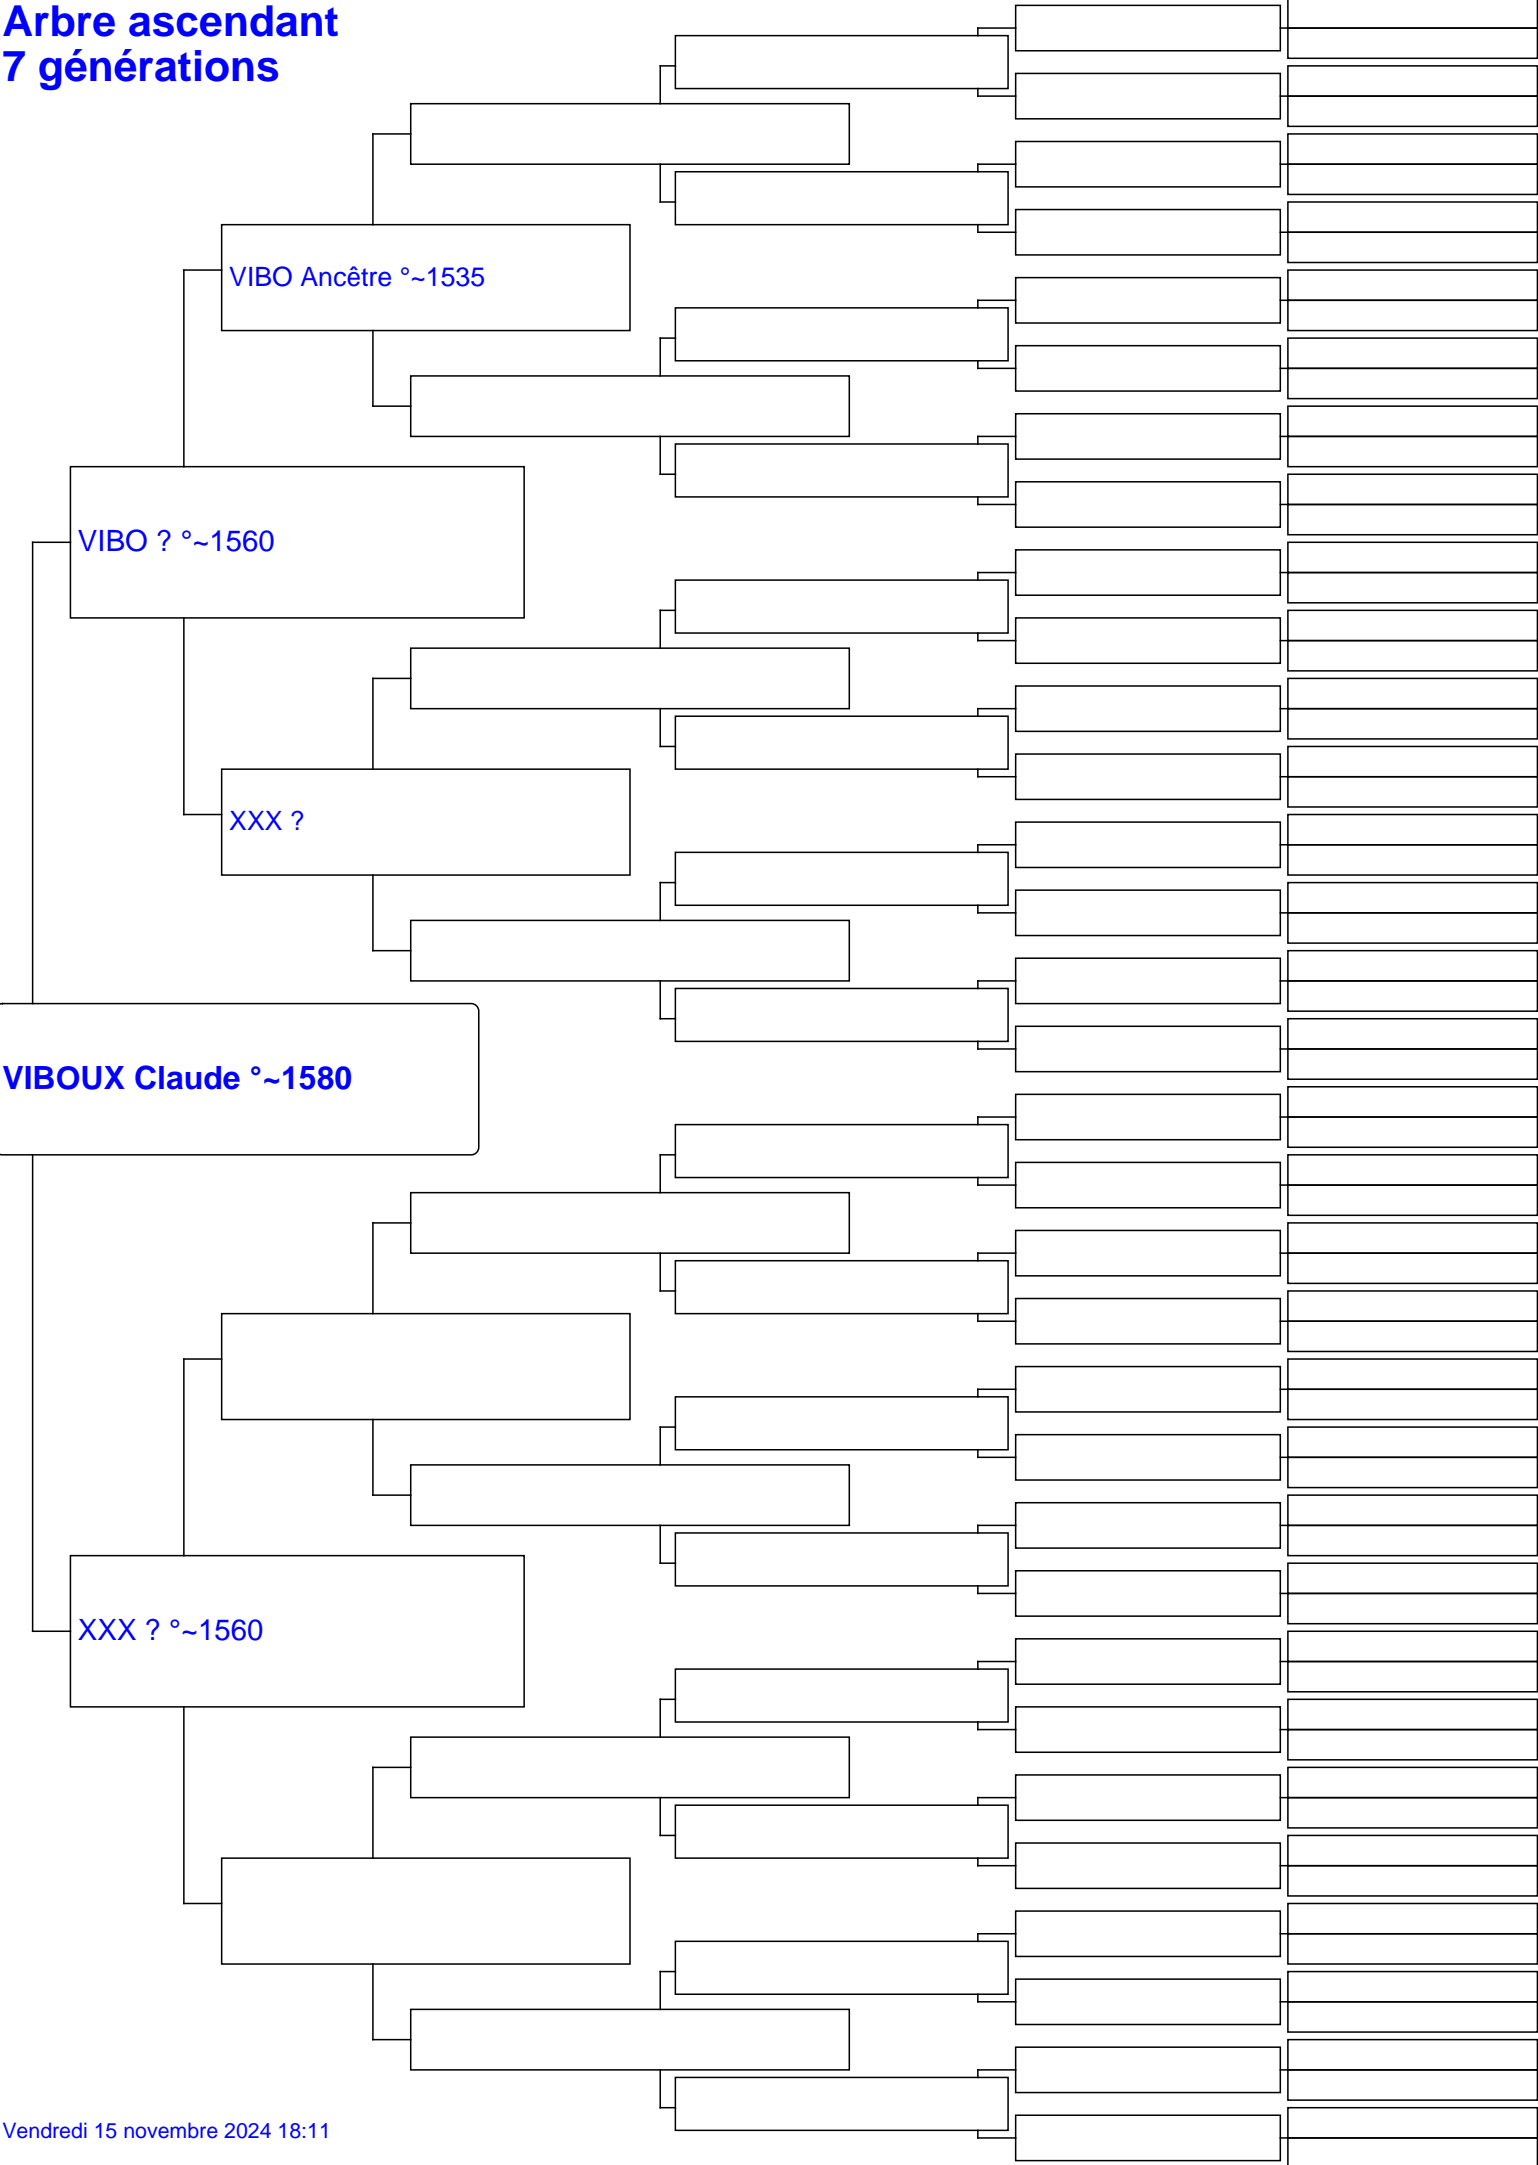 Arbre ascendant
7 générations
VIBO Ancêtre °~1535
VIBO ? °~1560
XXX ?
VIBOUX Claude °~1580
XXX ? °~1560
Vendredi 15 novembre 2024 18:11